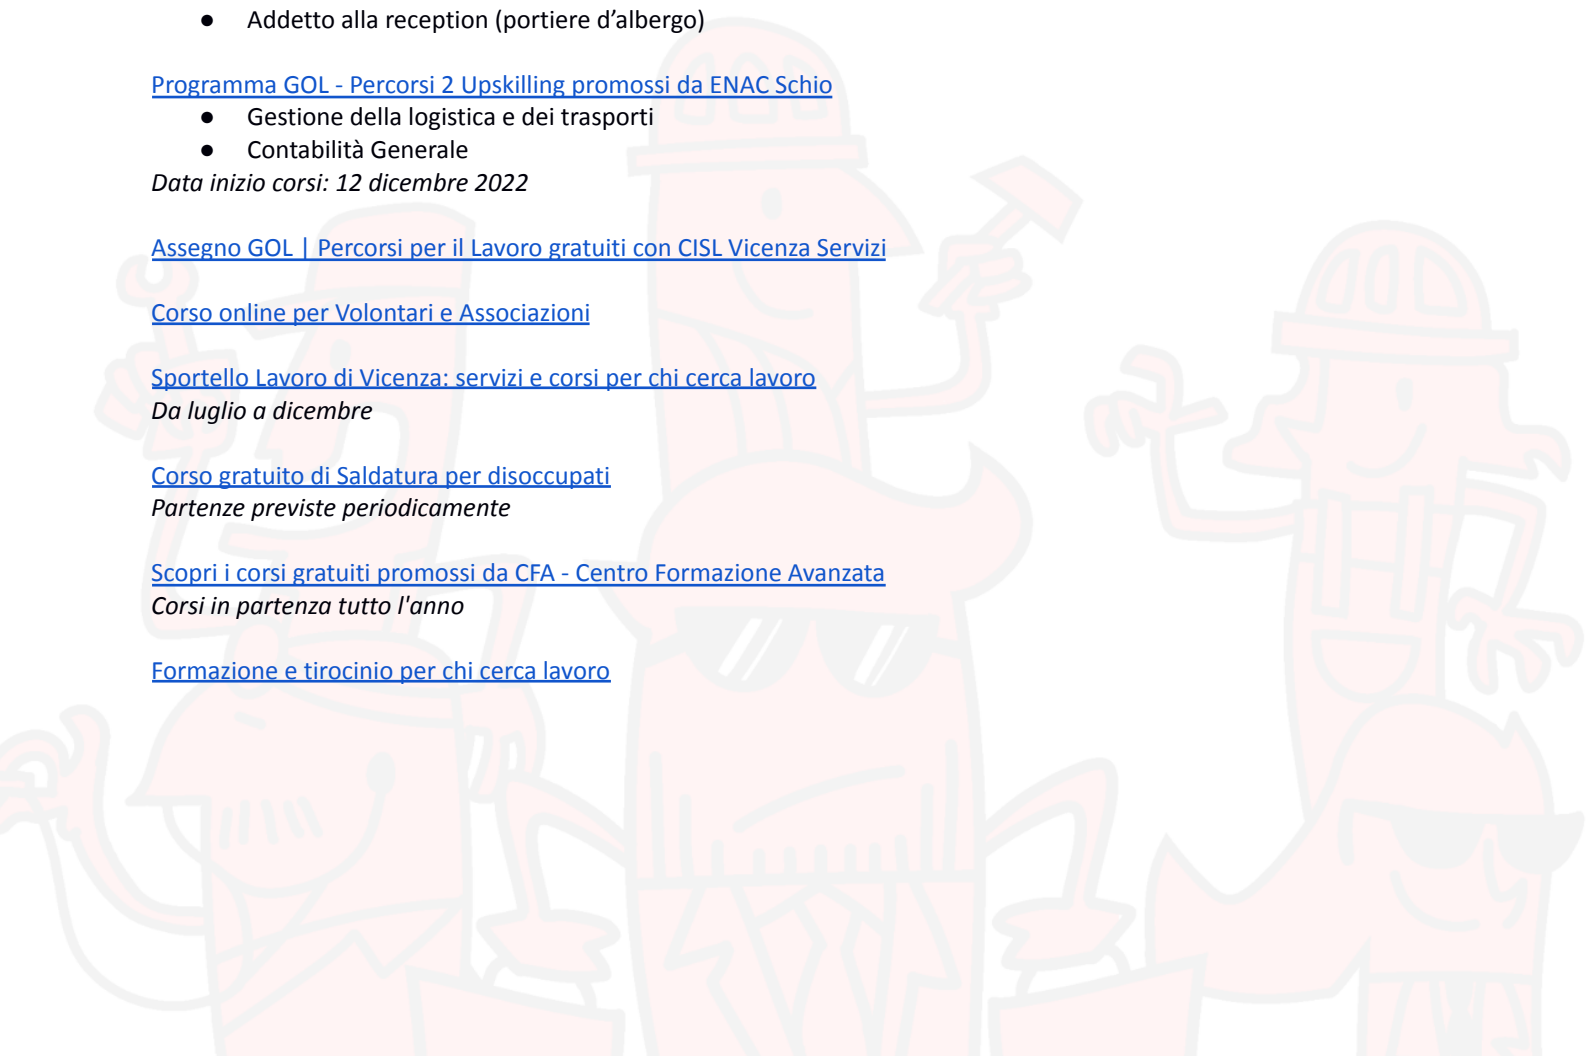 ● Addetto alla reception (portiere d’albergo)
Programma GOL - Percorsi 2 Upskilling promossi da ENAC Schio
● Gestione della logistica e dei trasporti
● Contabilità Generale
Data inizio corsi: 12 dicembre 2022
Assegno GOL | Percorsi per il Lavoro gratuiti con CISL Vicenza Servizi
Corso online per Volontari e Associazioni
Sportello Lavoro di Vicenza: servizi e corsi per chi cerca lavoro
Da luglio a dicembre
Corso gratuito di Saldatura per disoccupati
Partenze previste periodicamente
Scopri i corsi gratuiti promossi da CFA - Centro Formazione Avanzata
Corsi in partenza tutto l'anno
Formazione e tirocinio per chi cerca lavoro